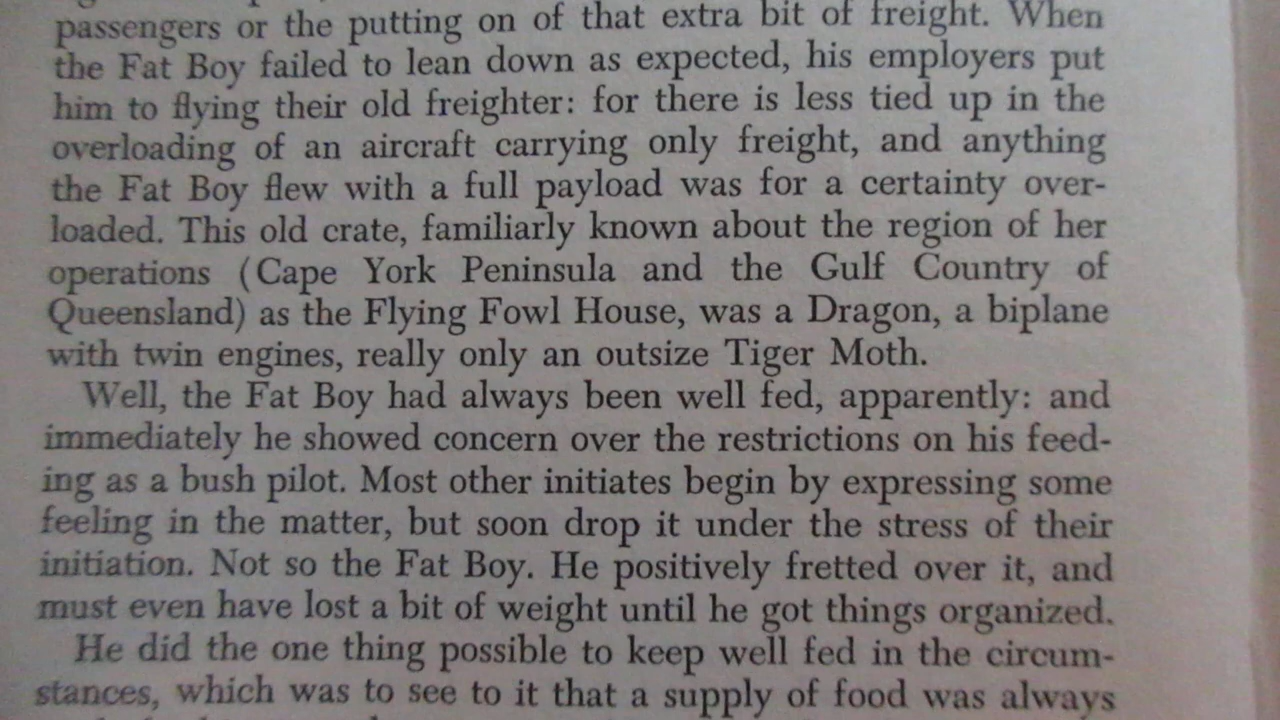 passengers or the putting on of that extra bit of freight. When
the Fat Boy failed to lean down as expected, his employers put
him to flying their old freighter: for there is less tied up in the
overloading of an aircraft carrying only freight, and anything
the Fat Boy flew with a full payload was for a certainty over-
loaded. This old crate, familiarly known about the region of her
operations (Cape York Peninsula and the Gulf Country of
Queensland) as the Flying Fowl House, was a Dragon, a biplane
with twin engines, really only an outsize Tiger Moth.
Well, the Fat Boy had always been well fed, apparently: and
immediately he showed concern over the restrictions on his feed-
ing as a bush pilot. Most other initiates begin by expressing some
feeling in the matter, but soon drop it under the stress of their
initiation. Not so the Fat Boy. He positively fretted over it, and
must even have lost a bit of weight until he got things organized.
He did the one thing possible to keep well fed in the circum-
stances, which was to see to it that a supply of food was always